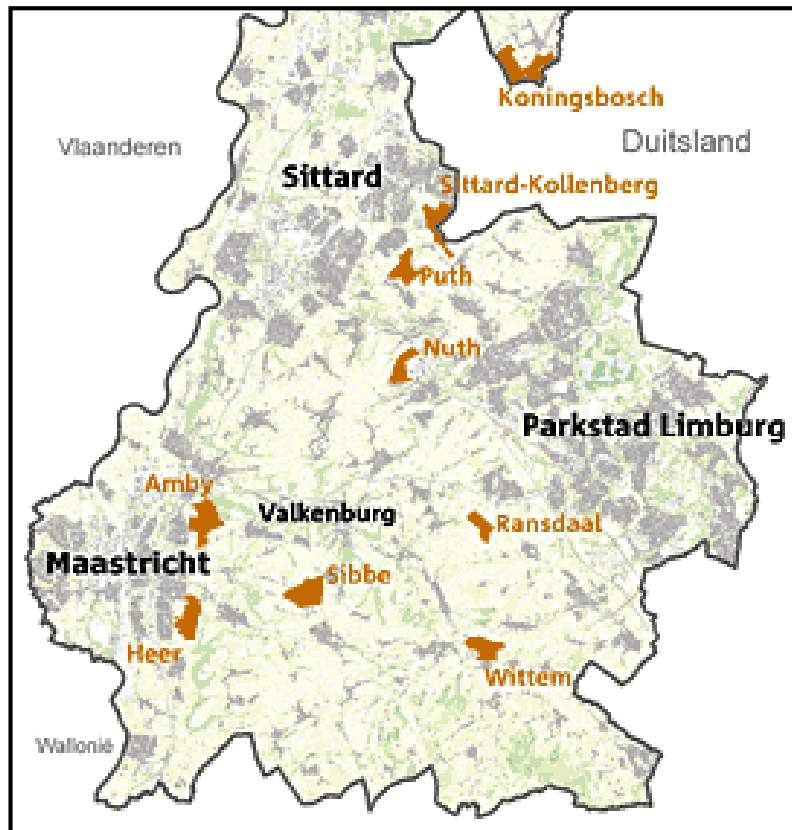 Koningsbosch
Vlaanderen
Duitsland
Sittard
Sittard-Kollenberg
Puth
Nuth
Parkstad Limburg
Amby
Valkenburg
Ransdaal
Maastricht
Sibbe
Heer
Wittem
Wallonië